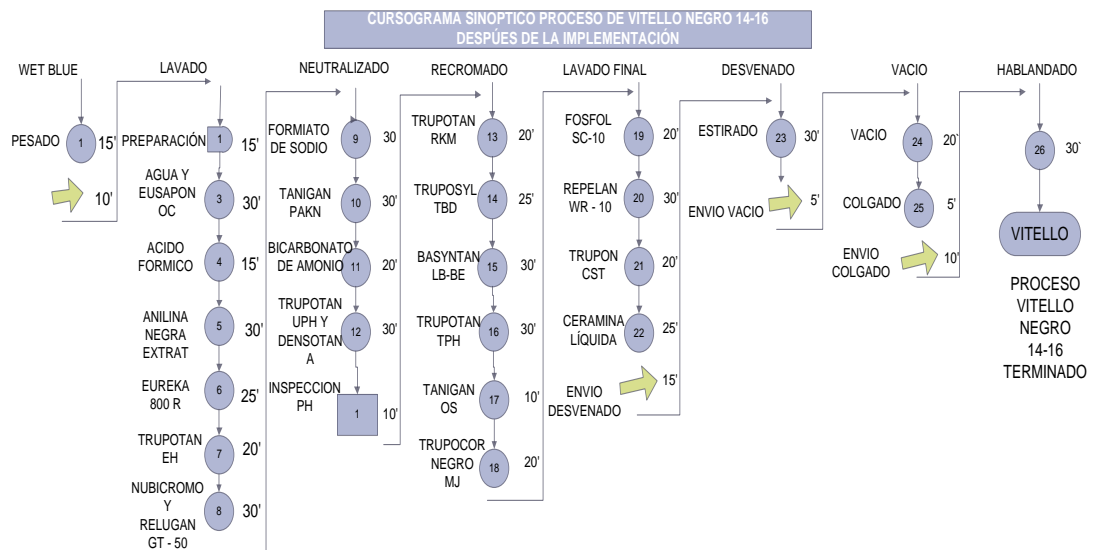 CURSOGRAMA SINOPTICO PROCESO DE VITELLO NEGRO 14-16
DESPÚES DE LA IMPLEMENTACIÓN
WET BLUE
PESADO
1
15'
10'
LAVADO
PREPARACIÓN
1
15'
AGUA Y
EUSAPON
OC
3
30'
ACIDO
FORMICO
4
15'
ANILINA
NEGRA
EXTRAT
5
30'
EUREKA
800 R
6
25'
TRUPOTAN
EH
7
20'
NUBICROMO
Y
RELUGAN
GT - 50
8
30'
NEUTRALIZADO
FORMIATO
DE SODIO
9
30
TANIGAN
PAKN
10
30'
BICARBONATO
DE AMONIO
11
20'
TRUPOTAN
UPH Y
DENSOTAN
A
12
30'
INSPECCION
PH
1
10'
RECROMADO
TRUPOTAN
RKM
13
20'
TRUPOSYL
TBD
14
25'
BASYNTAN
LB-BE
15
30'
TRUPOTAN
TPH
16
30'
TANIGAN
OS
17
10'
TRUPOCOR
NEGRO
MJ
18
20'
LAVADO FINAL
FOSFOL
SC-10
19
20'
REPELAN
WR - 10
20
30'
TRUPON
CST
21
20'
CERAMINA
LÍQUIDA
22
25'
ENVIO
DESVENADO
15'
DESVENADO
ESTIRADO
23
30'
ENVIO VACIO
5'
VACIO
VACIO
24
20`
COLGADO
25
5'
ENVIO
COLGADO
10'
HABLANDADO
26
30`
VITELLO
PROCESO
VITELLO
NEGRO
14-16
TERMINADO